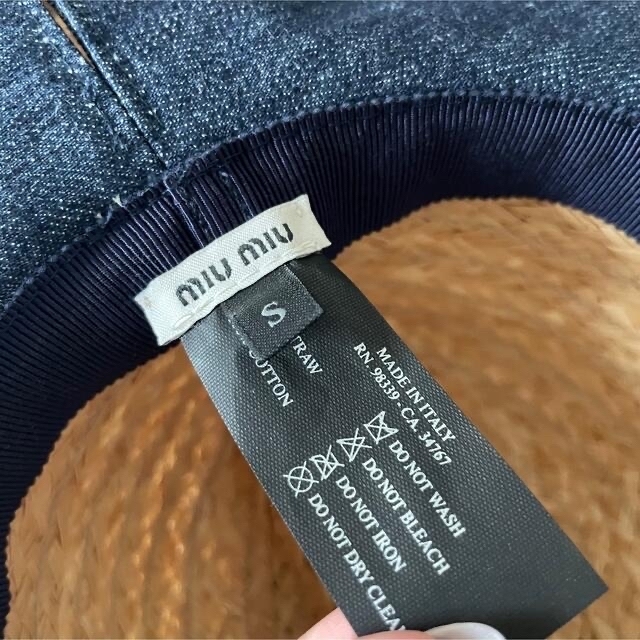 miu miu
S
TRAW
OTTON
MADE IN ITALY
RN 98339-CA 34767
DO NOT WASH
DO NOT BLEACH
DO NOT IRON
DO NOT DRY CLEA